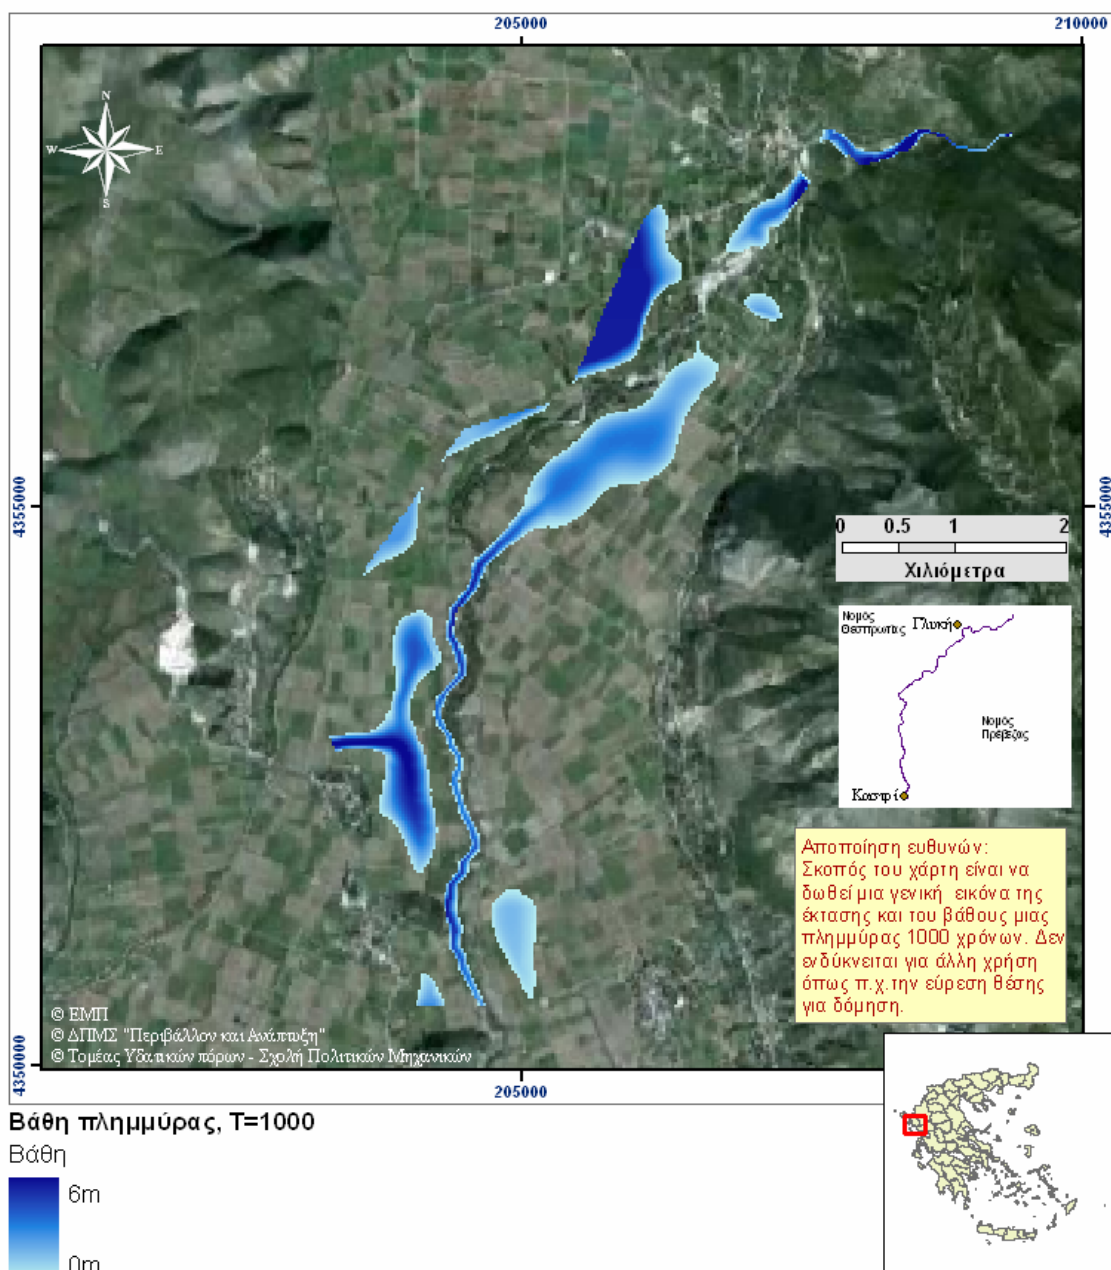 205000
210000
N
W
E
S
4355000
4355000
0 0.5 1 2
Χιλιόμετρα
Νομός
Θεσπρωτίας
Γλυκή
Νομός
Πρέβεζας
Καστρί
Αποποίηση ευθυνών:
Σκοπός του χάρτη είναι να
δωθεί μια γενική εικόνα της
έκτασης και του βάθους μιας
πλημμύρας 1000 χρόνων. Δεν
ενδύκνειται για άλλη χρήση
όπως π.χ.την εύρεση θέσης
για δόμηση.
© ΕΜΠ
© ΔΠΜΣ "Περιβάλλον και Ανάπτυξη"
© Τομέας Υδατικών πόρων - Σχολή Πολιτικών Μηχανικών
4350000
205000
Βάθη πλημμύρας, T=1000
Βάθη
6m
0m